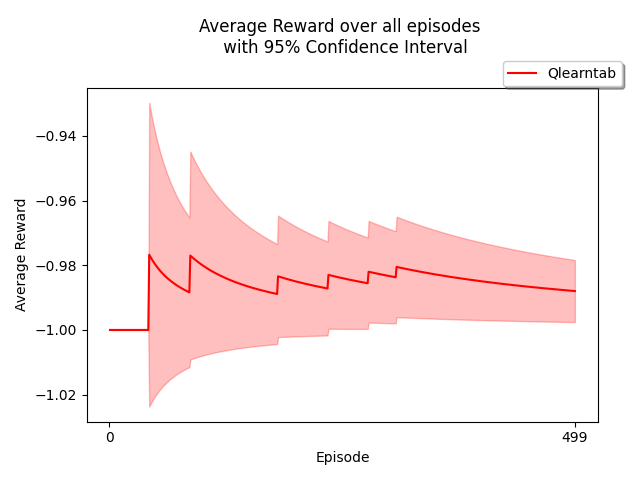 Average Reward over all episodes
with 95% Confidence Interval
Qlearntab
−0.94
−0.96
−0.98
−1.00
−1.02
Average Reward
0
499
Episode